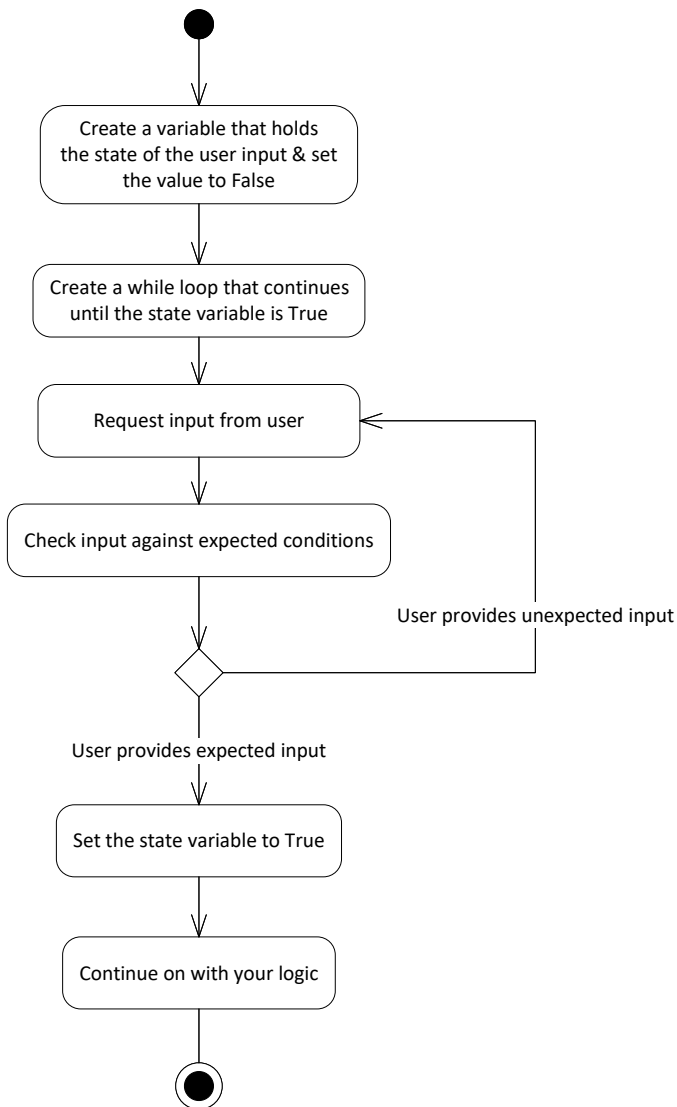 Create a variable that holds
the state of the user input & set
the value to False
Create a while loop that continues
until the state variable is True
Request input from user
Check input against expected conditions
User provides unexpected input
User provides expected input
Set the state variable to True
Continue on with your logic